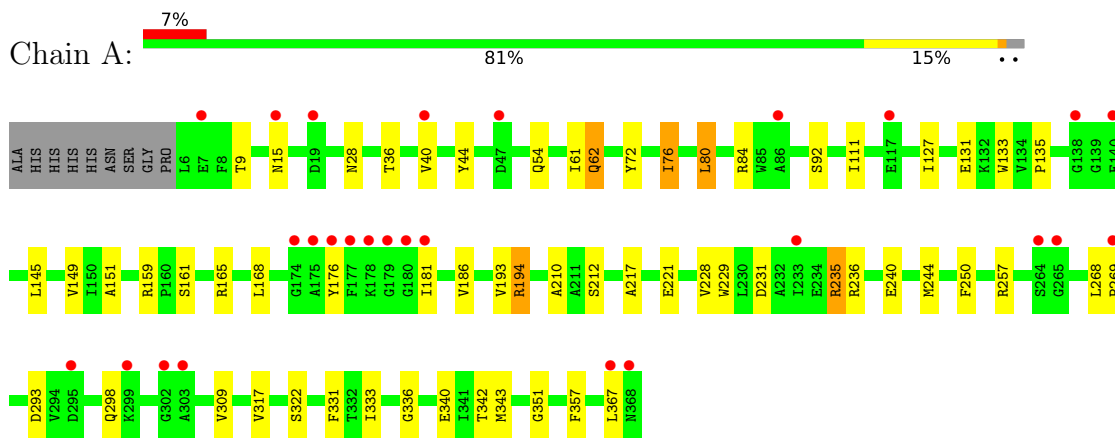 7%
Chain A:
81% 15% • •
ALA HIS HIS HIS HIS ASN SER GLY PRO L6 E7 F8 T9 N15 D19 N28 T36 V40 Y44 D47 Q54 I61 Q62 Y72 I76 L80 R84 W85 A86 S92 I111 E117 I127 E131 K132 W133 V134 P135 G138 G139
L145 V149 I150 A151 R159 P160 S161 R165 L168 G174 A175 Y176 F177 K178 G179 G180 I181 V186 V193 R194 A210 A211 S212 A217 E221 V228 W229 L230 D231 A232 I233 E234 R235 R236 E240 M244 F250 R257 S264 G265 L268
D293 V294 D295 Q298 K299 G302 A303 V309 V317 S322 F331 T332 I333 G336 E340 I341 T342 M343 G351 F357 L367 N368